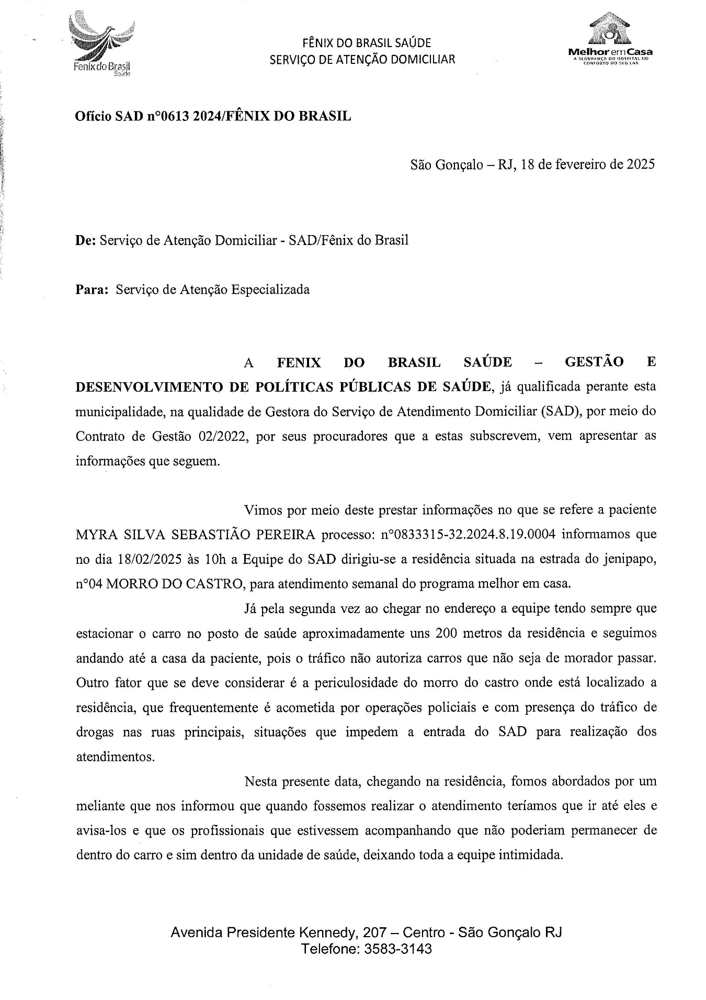 Fenix do Brasil
Saúde
FÊNIX DO BRASIL SAÚDE
SERVIÇO DE ATENÇÃO DOMICILIAR
Melhor em Casa
A SEGURANÇA DO HOSPITAL NO
CONFORTO DO SEU LAR
Ofício SAD n°0613 2024/FÊNIX DO BRASIL
São Gonçalo – RJ, 18 de fevereiro de 2025
De: Serviço de Atenção Domiciliar - SAD/Fênix do Brasil
Para: Serviço de Atenção Especializada
A FENIX DO BRASIL SAÚDE – GESTÃO E
DESENVOLVIMENTO DE POLÍTICAS PÚBLICAS DE SAÚDE, já qualificada perante esta
municipalidade, na qualidade de Gestora do Serviço de Atendimento Domiciliar (SAD), por meio do
Contrato de Gestão 02/2022, por seus procuradores que a estas subscrevem, vem apresentar as
informações que seguem.
Vimos por meio deste prestar informações no que se refere a paciente
MYRA SILVA SEBASTIÃO PEREIRA processo: n°0833315-32.2024.8.19.0004 informamos que
no dia 18/02/2025 às 10h a Equipe do SAD dirigiu-se a residência situada na estrada do jenipapo,
n°04 MORRO DO CASTRO, para atendimento semanal do programa melhor em casa.
Já pela segunda vez ao chegar no endereço a equipe tendo sempre que
estacionar o carro no posto de saúde aproximadamente uns 200 metros da residência e seguimos
andando até a casa da paciente, pois o tráfico não autoriza carros que não seja de morador passar.
Outro fator que se deve considerar é a periculosidade do morro do castro onde está localizado a
residência, que frequentemente é acometida por operações policiais e com presença do tráfico de
drogas nas ruas principais, situações que impedem a entrada do SAD para realização dos
atendimentos.
Nesta presente data, chegando na residência, fomos abordados por um
meliante que nos informou que quando fossemos realizar o atendimento teríamos que ir até eles e
avisa-los e que os profissionais que estivessem acompanhando que não poderiam permanecer de
dentro do carro e sim dentro da unidade de saúde, deixando toda a equipe intimidada.
Avenida Presidente Kennedy, 207 – Centro - São Gonçalo RJ
Telefone: 3583-3143